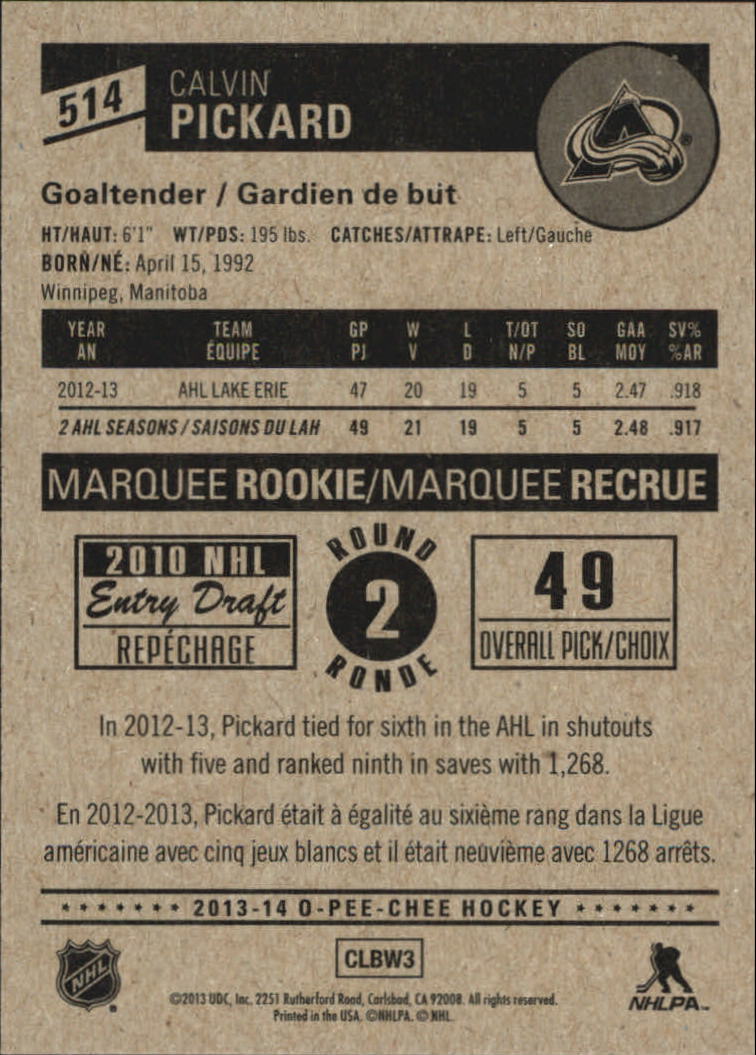 514
CALVIN
PICKARD
Goaltender / Gardien de but
HT/HAUT: 6'1" WT/PDS: 195 lbs. CATCHES/ATTRAPE: Left/Gauche
BORN/NÉ: April 15, 1992
Winnipeg, Manitoba
YEAR TEAM GP W L T/OT SO GAA SV%
AN ÉQUIPE PJ V D N/P BL MOY %AR
2012-13 AHL LAKE ERIE 47 20 19 5 5 2.47 .918
2 AHL SEASONS / SAISONS DU LAH 49 21 19 5 5 2.48 .917
MARQUEE ROOKIE/MARQUEE RECRUE
2010 NHL
Entry Draft
REPÉCHAGE
ROUND
2
RONDE
49
OVERALL PICK/CHOIX
In 2012-13, Pickard tied for sixth in the AHL in shutouts
with five and ranked ninth in saves with 1,268.
En 2012-2013, Pickard était à égalité au sixième rang dans la Ligue
américaine avec cinq jeux blancs et il était neuvième avec 1268 arrêts.
* * * * * * * 2013-14 O-PEE-CHEE HOCKEY * * * * * * *
NHL
CLBW3
©2013 UDC, Inc. 2251 Rutherford Road, Carlsbad, CA 92008. All rights reserved.
Printed in the USA. ©NHLPA. © NHL.
NHLPA™